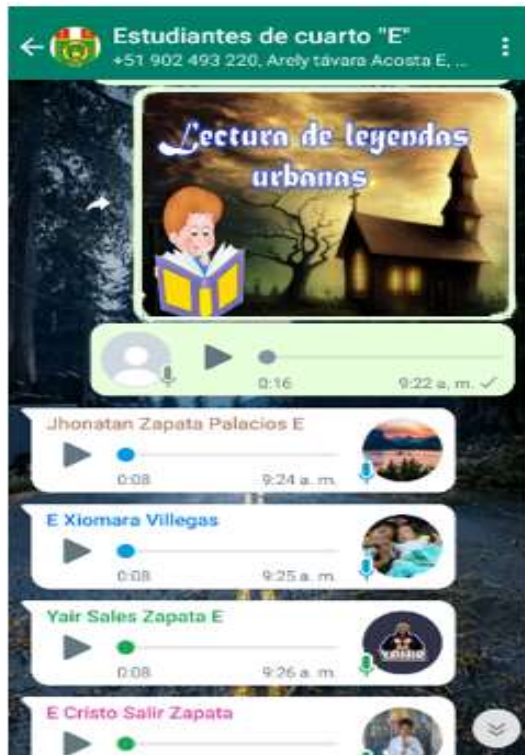 Estudiantes de cuarto "E"
+51 902 493 220, Arely távara Acosta E, ...
Lectura de leyendas
urbanas.
0:16 9:22 a. m.
Jhonatan Zapata Palacios E
0:08 9:24 a. m.
E Xiomara Villegas
0:08 9:25 a. m.
Yair Sales Zapata E
0:08 9:26 a. m.
E Cristo Salir Zapata